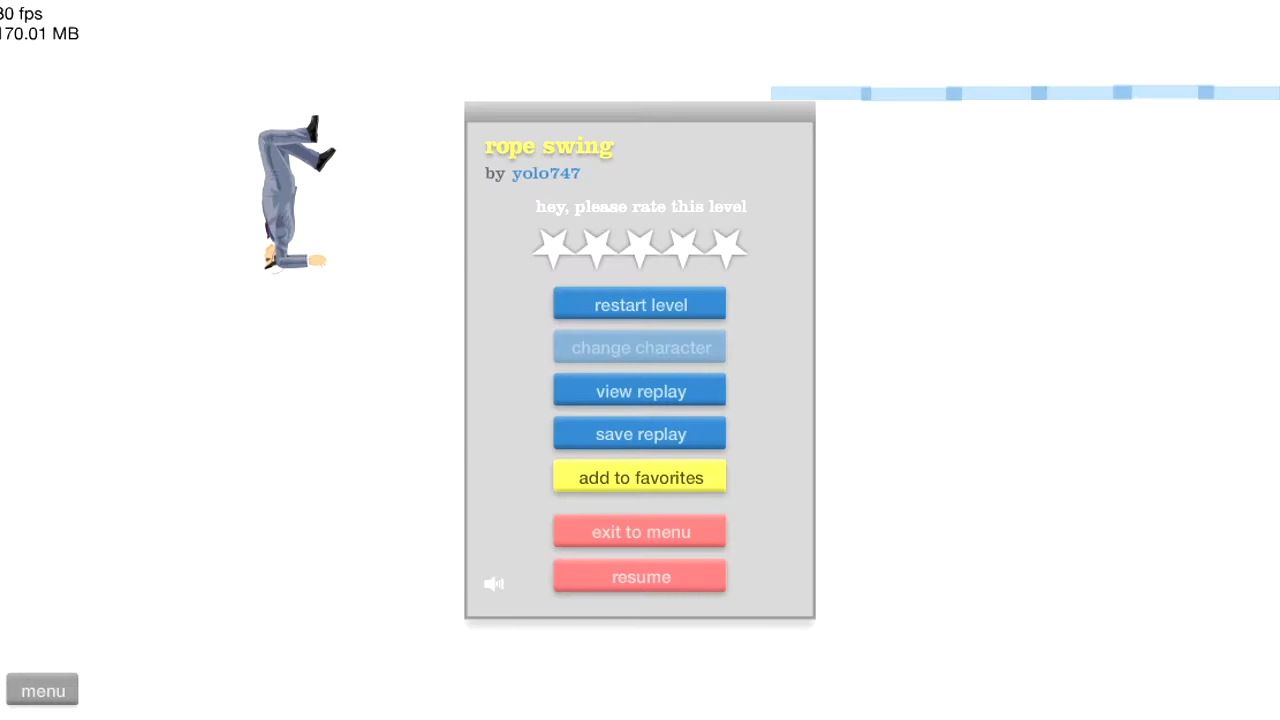 30 fps
170.01 MB
rope swing
by yolo747
hey, please rate this level
restart level
change character
view replay
save replay
add to favorites
exit to menu
resume
menu